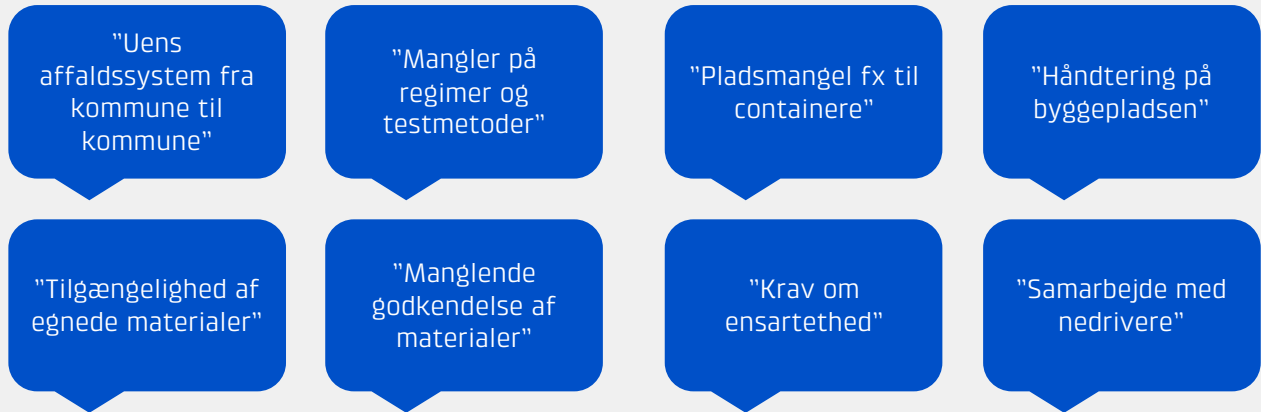 ”Uens
affaldssystem fra
kommune til
kommune”
”Mangler på
regimer og
testmetoder”
”Pladsmangel fx til
containere”
”Håndtering på
byggepladsen”
”Tilgængelighed af
egnede materialer”
”Manglende
godkendelse af
materialer”
”Krav om
ensartethed”
”Samarbejde med
nedrivere”